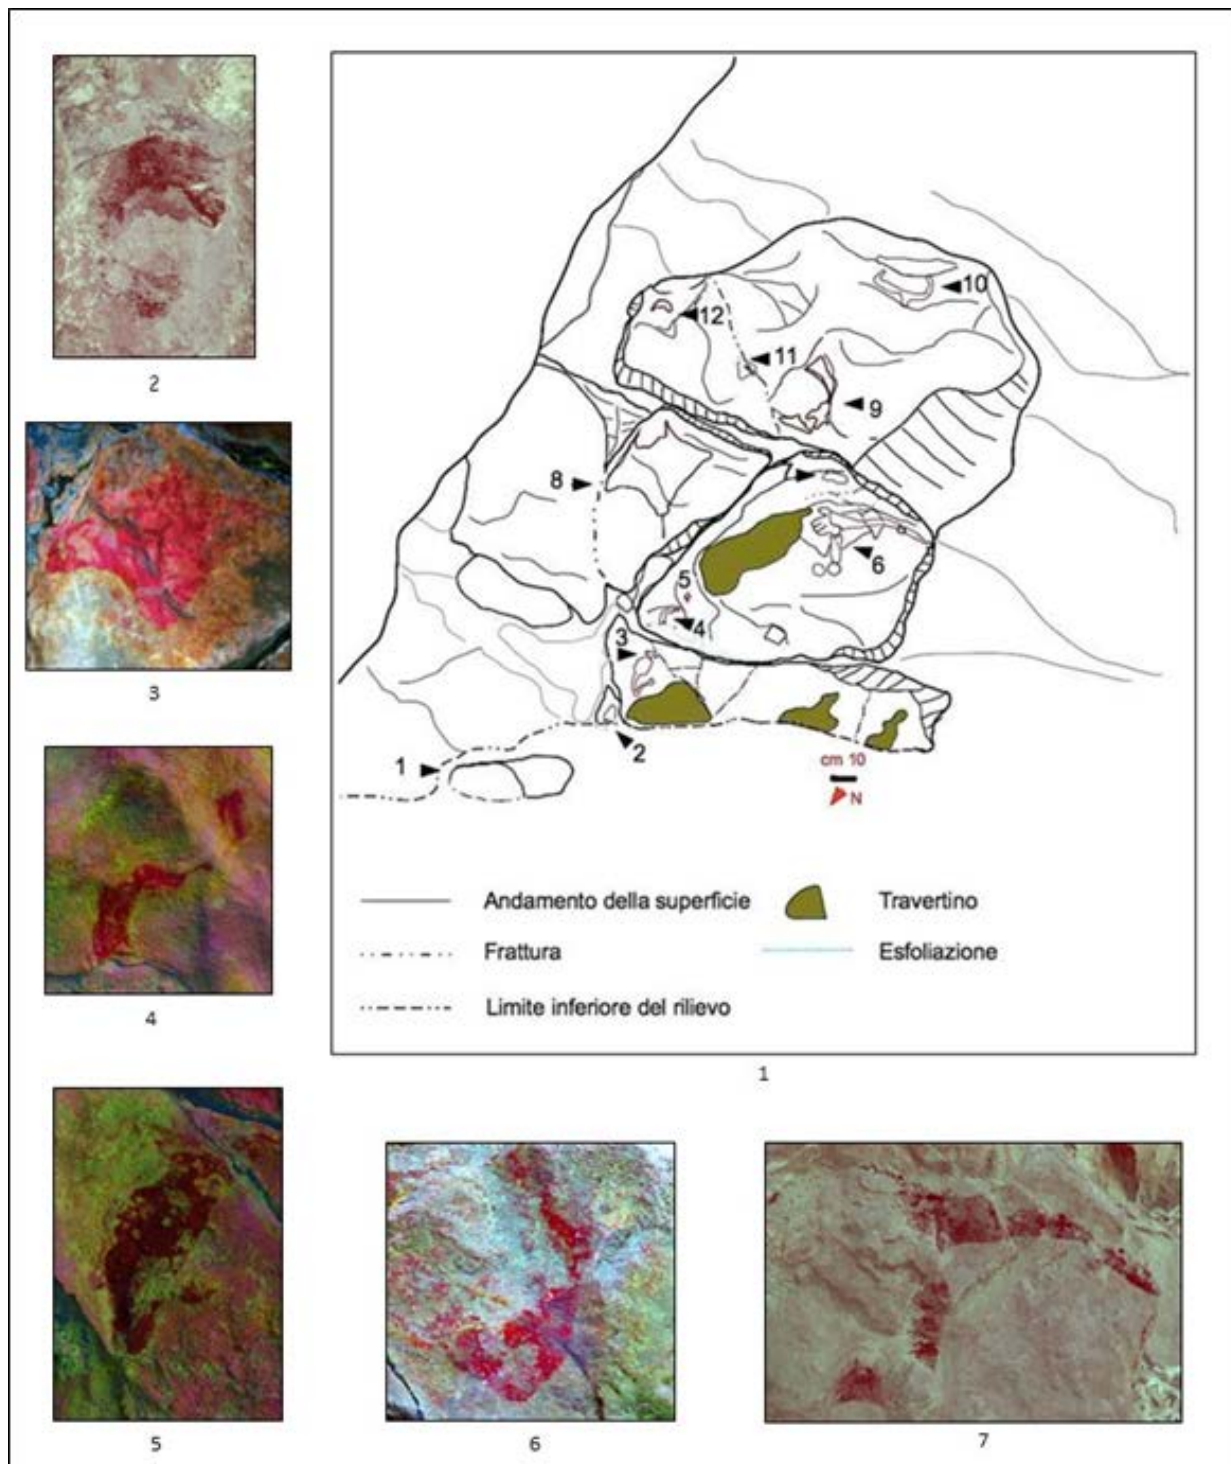 2
3
4
5
12
10
11
9
8
6
5
4
3
2
1
cm 10
N
Andamento della superficie
Travertino
Frattura
Esfoliazione
Limite inferiore del rilievo
1
6
7